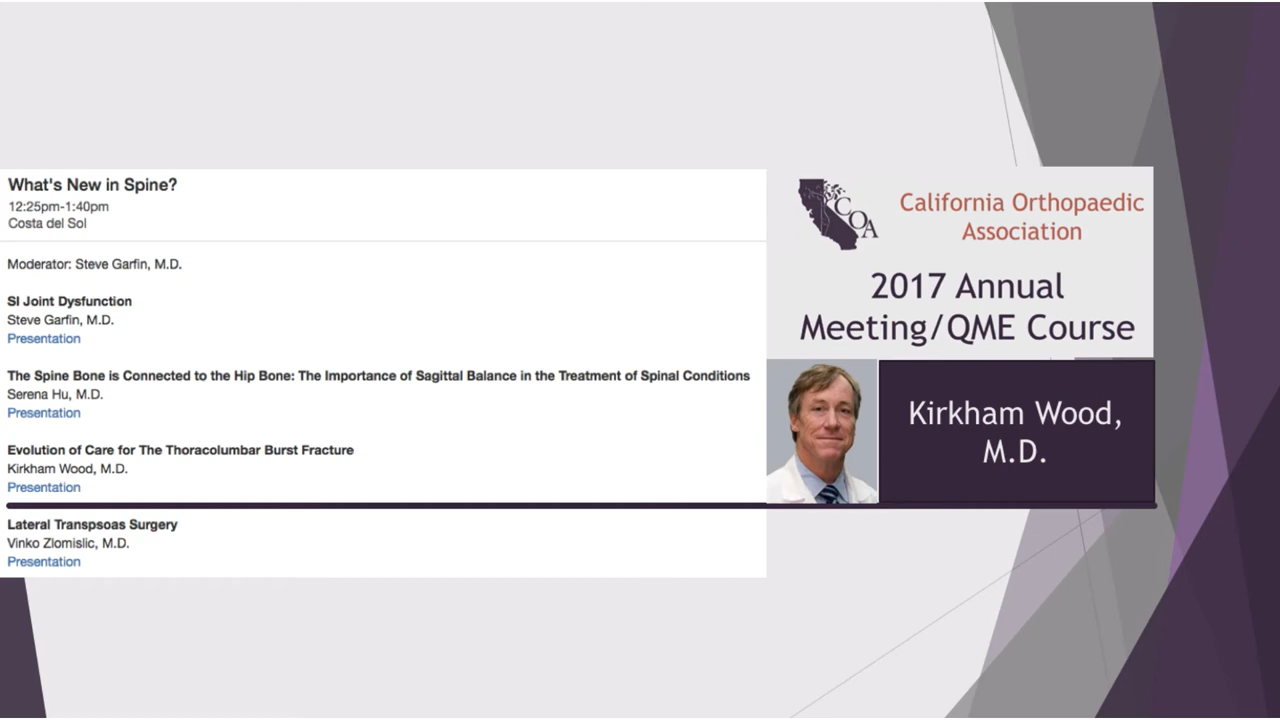 What's New in Spine?
12:25pm-1:40pm
Costa del Sol
Moderator: Steve Garfin, M.D.
SI Joint Dysfunction
Steve Garfin, M.D.
Presentation
The Spine Bone is Connected to the Hip Bone: The Importance of Sagittal Balance in the Treatment of Spinal Conditions
Serena Hu, M.D.
Presentation
Evolution of Care for The Thoracolumbar Burst Fracture
Kirkham Wood, M.D.
Presentation
Lateral Transpsoas Surgery
Vinko Zlomislic, M.D.
Presentation
COA
California Orthopaedic
Association
2017 Annual
Meeting/QME Course
Kirkham Wood,
M.D.